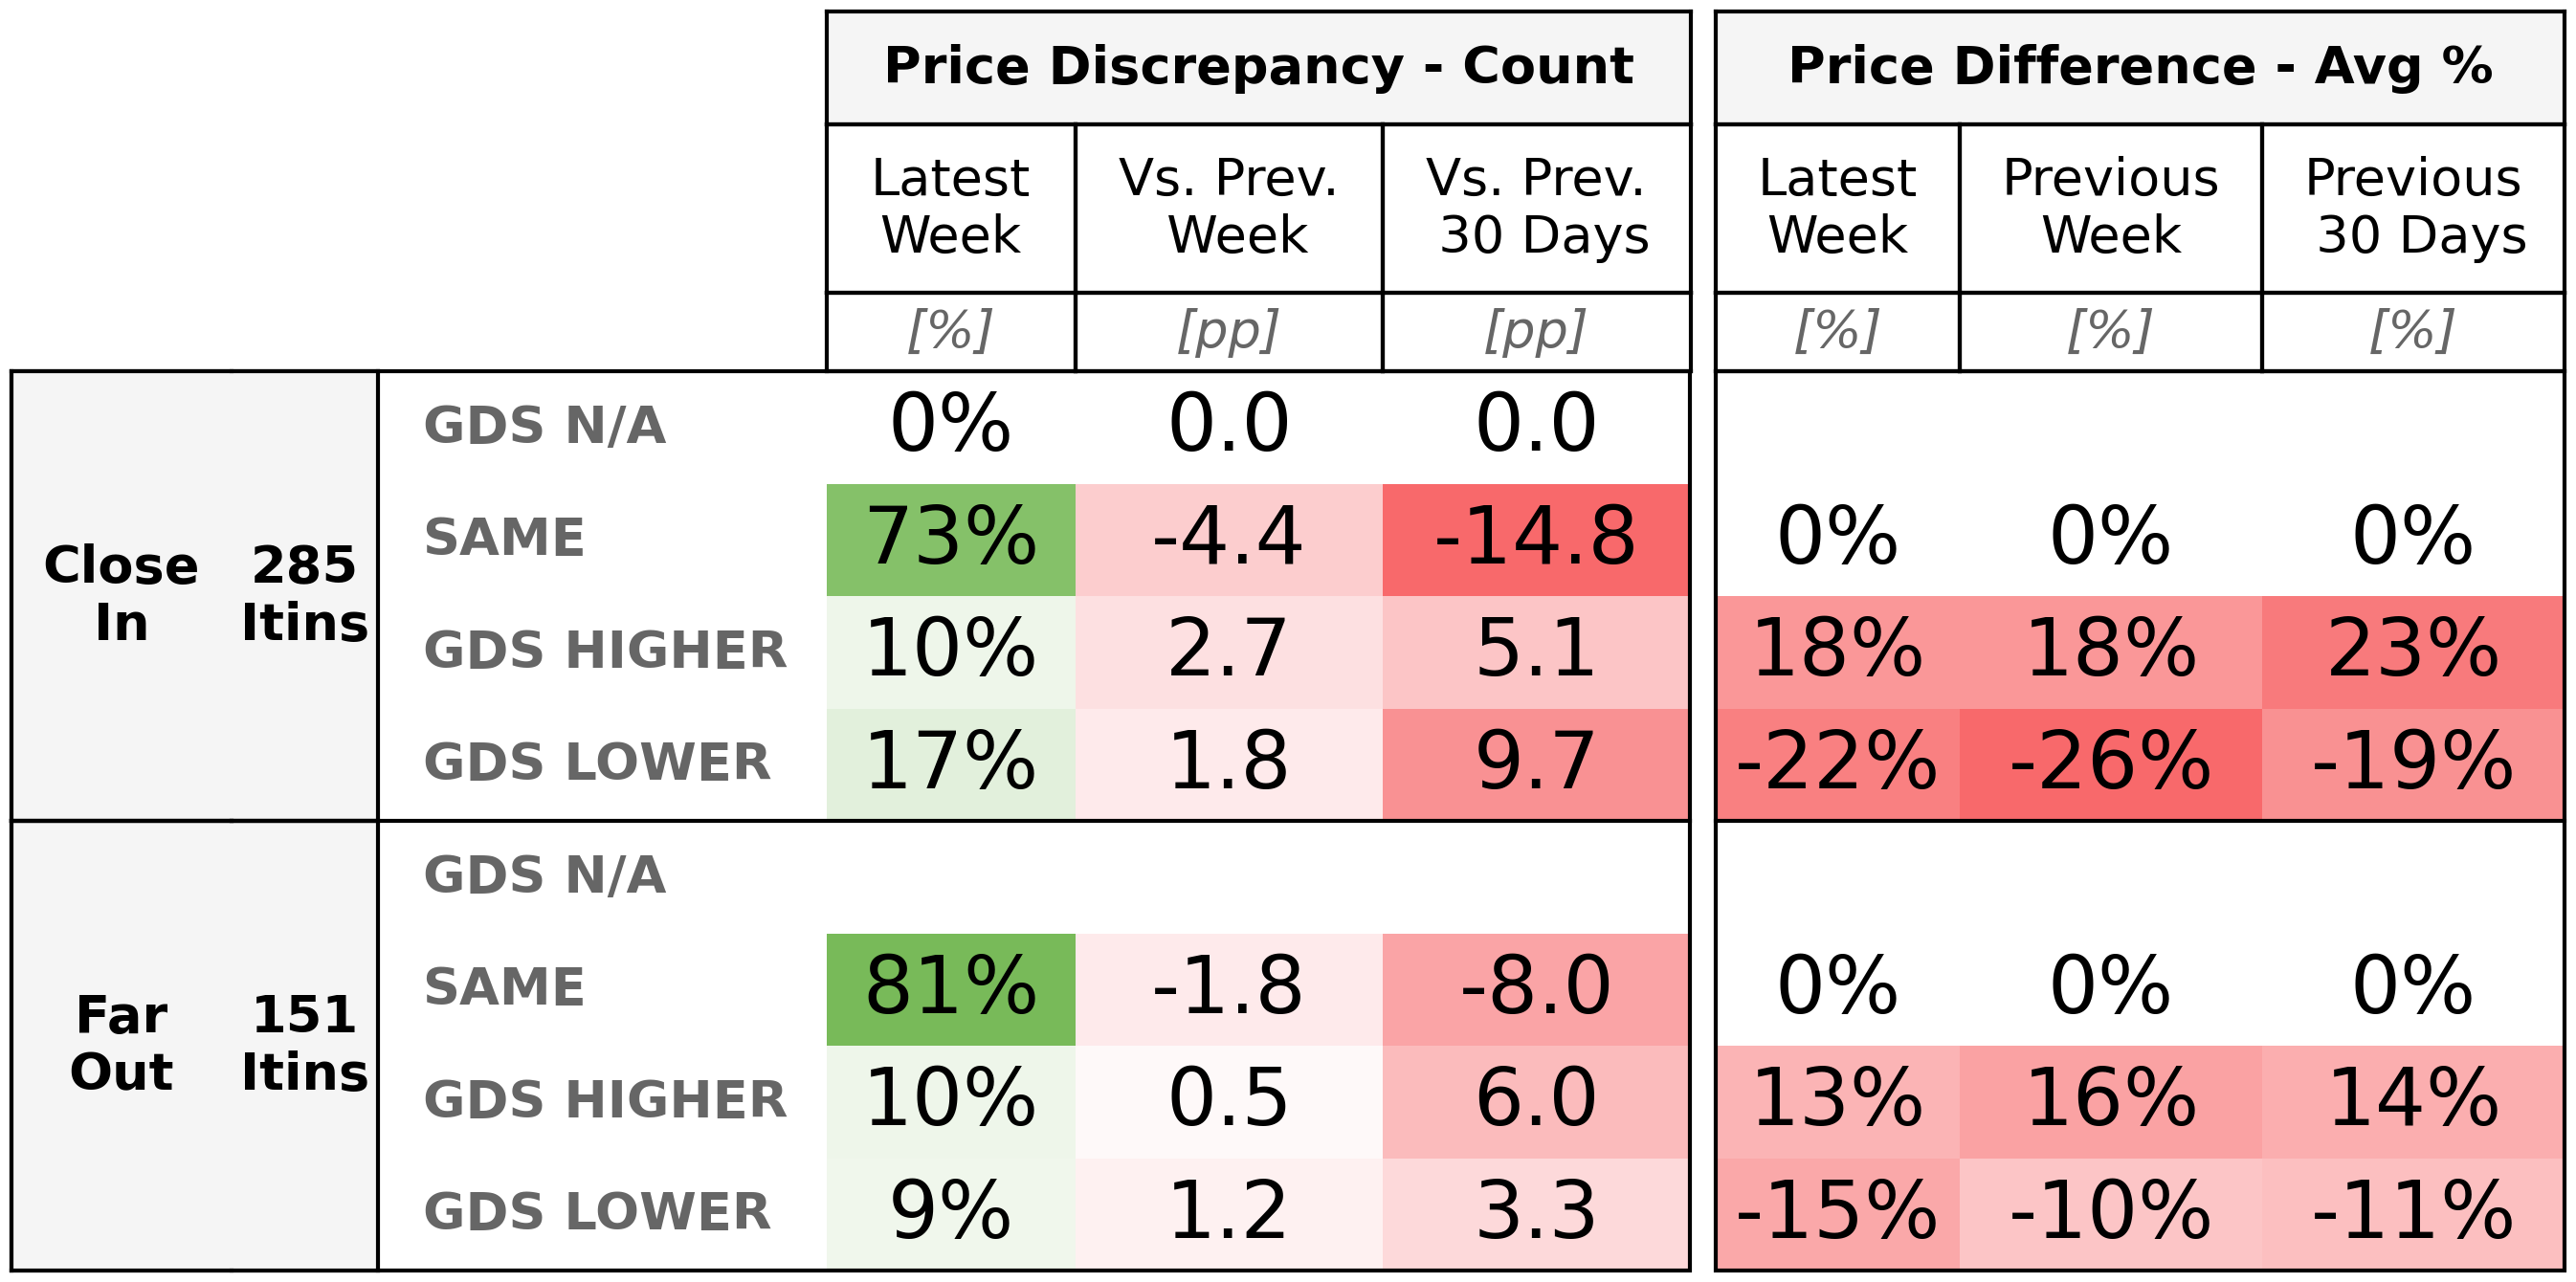 Price Discrepancy - Count Price Difference - Avg %
Latest Week Vs. Prev. Week Vs. Prev. 30 Days Latest Week Previous Week Previous 30 Days
[%] [pp] [pp] [%] [%] [%]
Close In 285 Itins
GDS N/A 0% 0.0 0.0
SAME 73% -4.4 -14.8 0% 0% 0%
GDS HIGHER 10% 2.7 5.1 18% 18% 23%
GDS LOWER 17% 1.8 9.7 -22% -26% -19%
Far Out 151 Itins
GDS N/A
SAME 81% -1.8 -8.0 0% 0% 0%
GDS HIGHER 10% 0.5 6.0 13% 16% 14%
GDS LOWER 9% 1.2 3.3 -15% -10% -11%